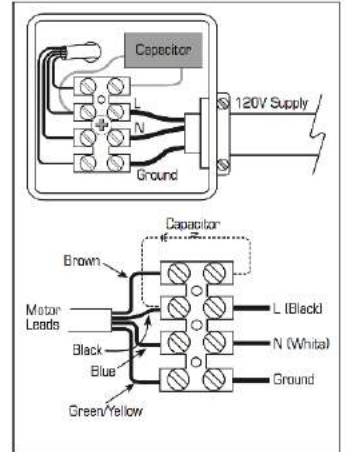 Capacitor
L
120V Supply
N
Ground
Capacitor
Brown
Motor
Leads
L (Black)
N (White)
Black
Blue
Ground
Green/Yellow